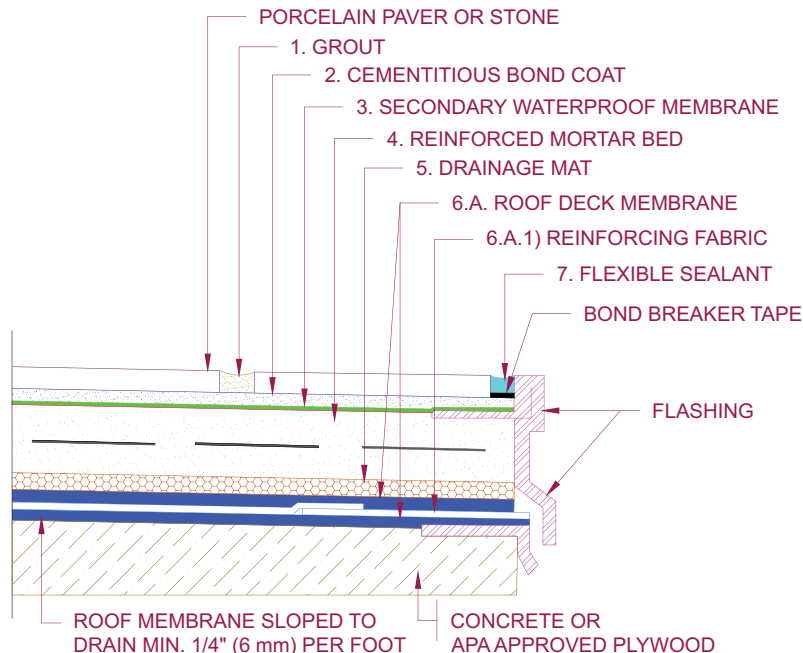 PORCELAIN PAVER OR STONE
1. GROUT
2. CEMENTITIOUS BOND COAT
3. SECONDARY WATERPROOF MEMBRANE
4. REINFORCED MORTAR BED
5. DRAINAGE MAT
6.A. ROOF DECK MEMBRANE
6.A.1) REINFORCING FABRIC
7. FLEXIBLE SEALANT
BOND BREAKER TAPE
FLASHING
ROOF MEMBRANE SLOPED TO
DRAIN MIN. 1/4" (6 mm) PER FOOT
CONCRETE OR
APA APPROVED PLYWOOD